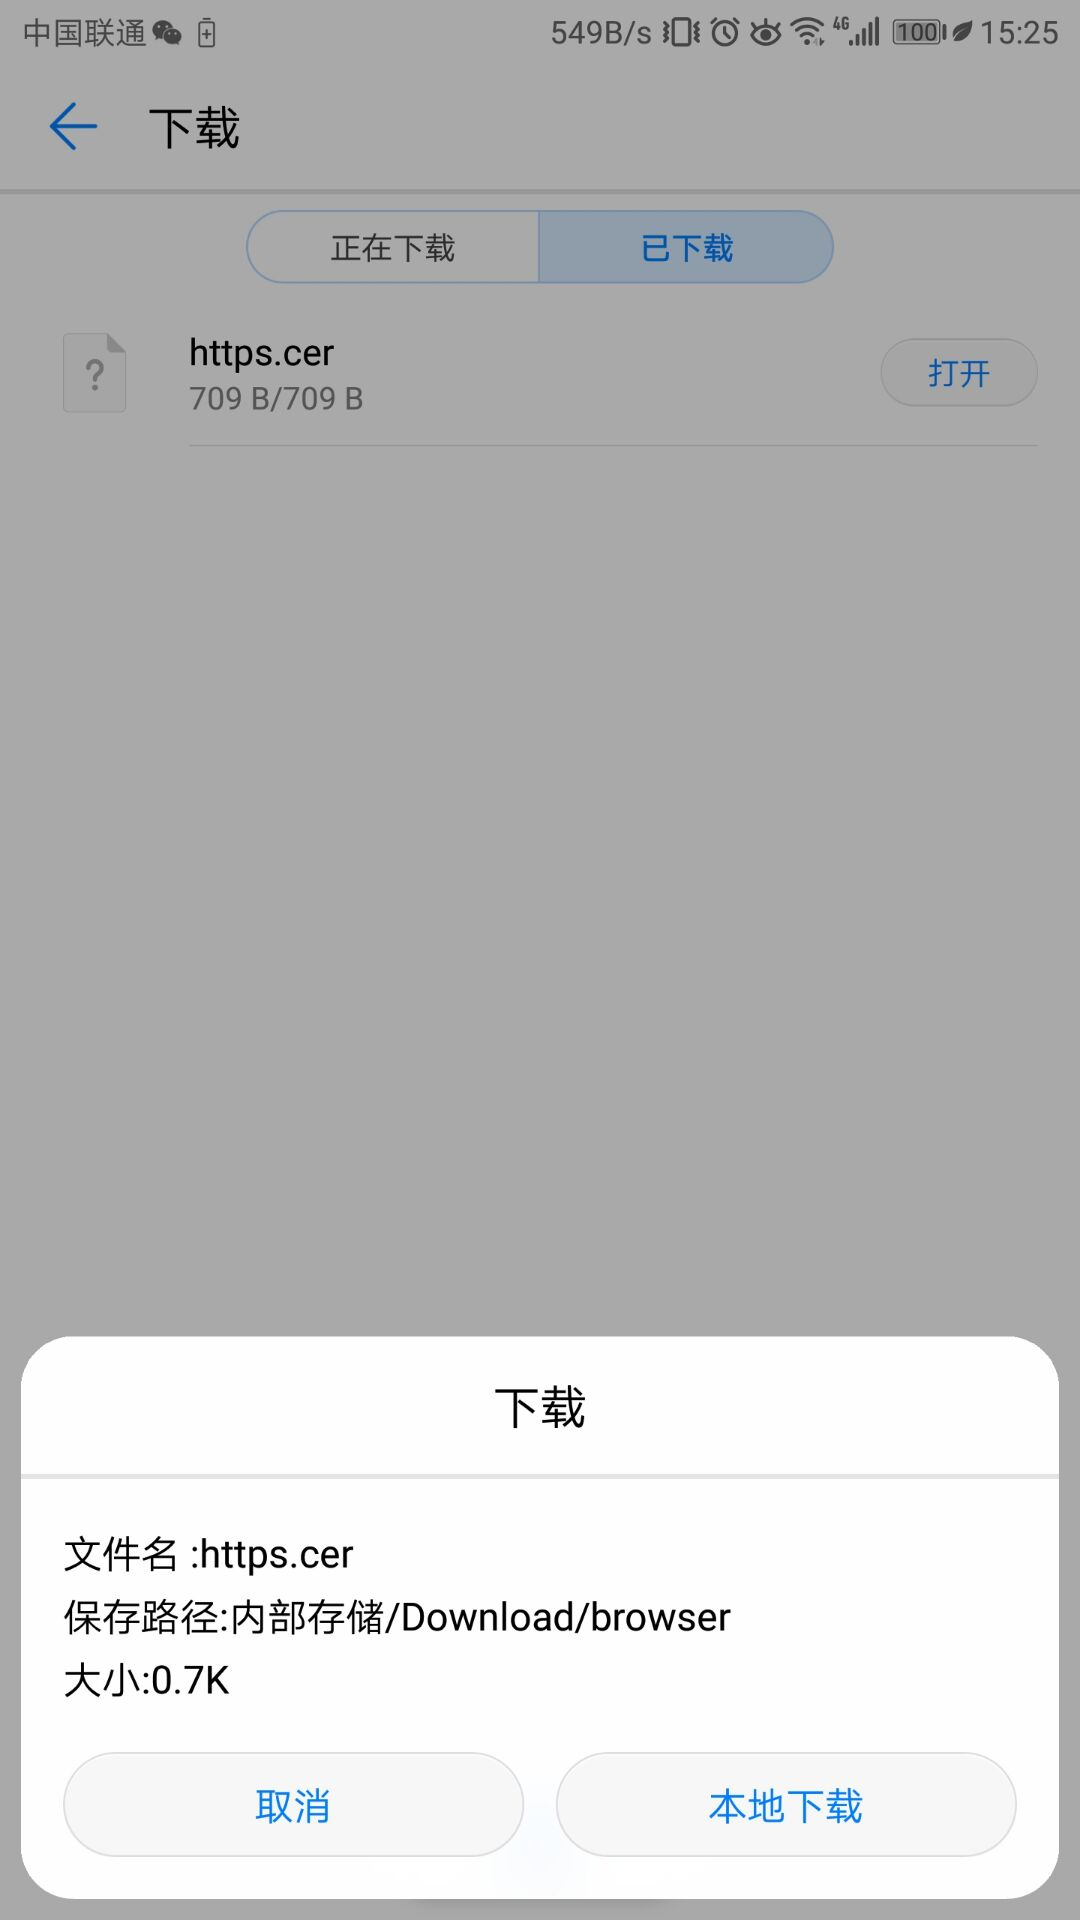 中国联通 549B/s 4G 100 15:25
下载
正在下载 已下载
?
https.cer
709 B/709 B
打开
下载
文件名 :https.cer
保存路径:内部存储/Download/browser
大小:0.7K
取消 本地下载